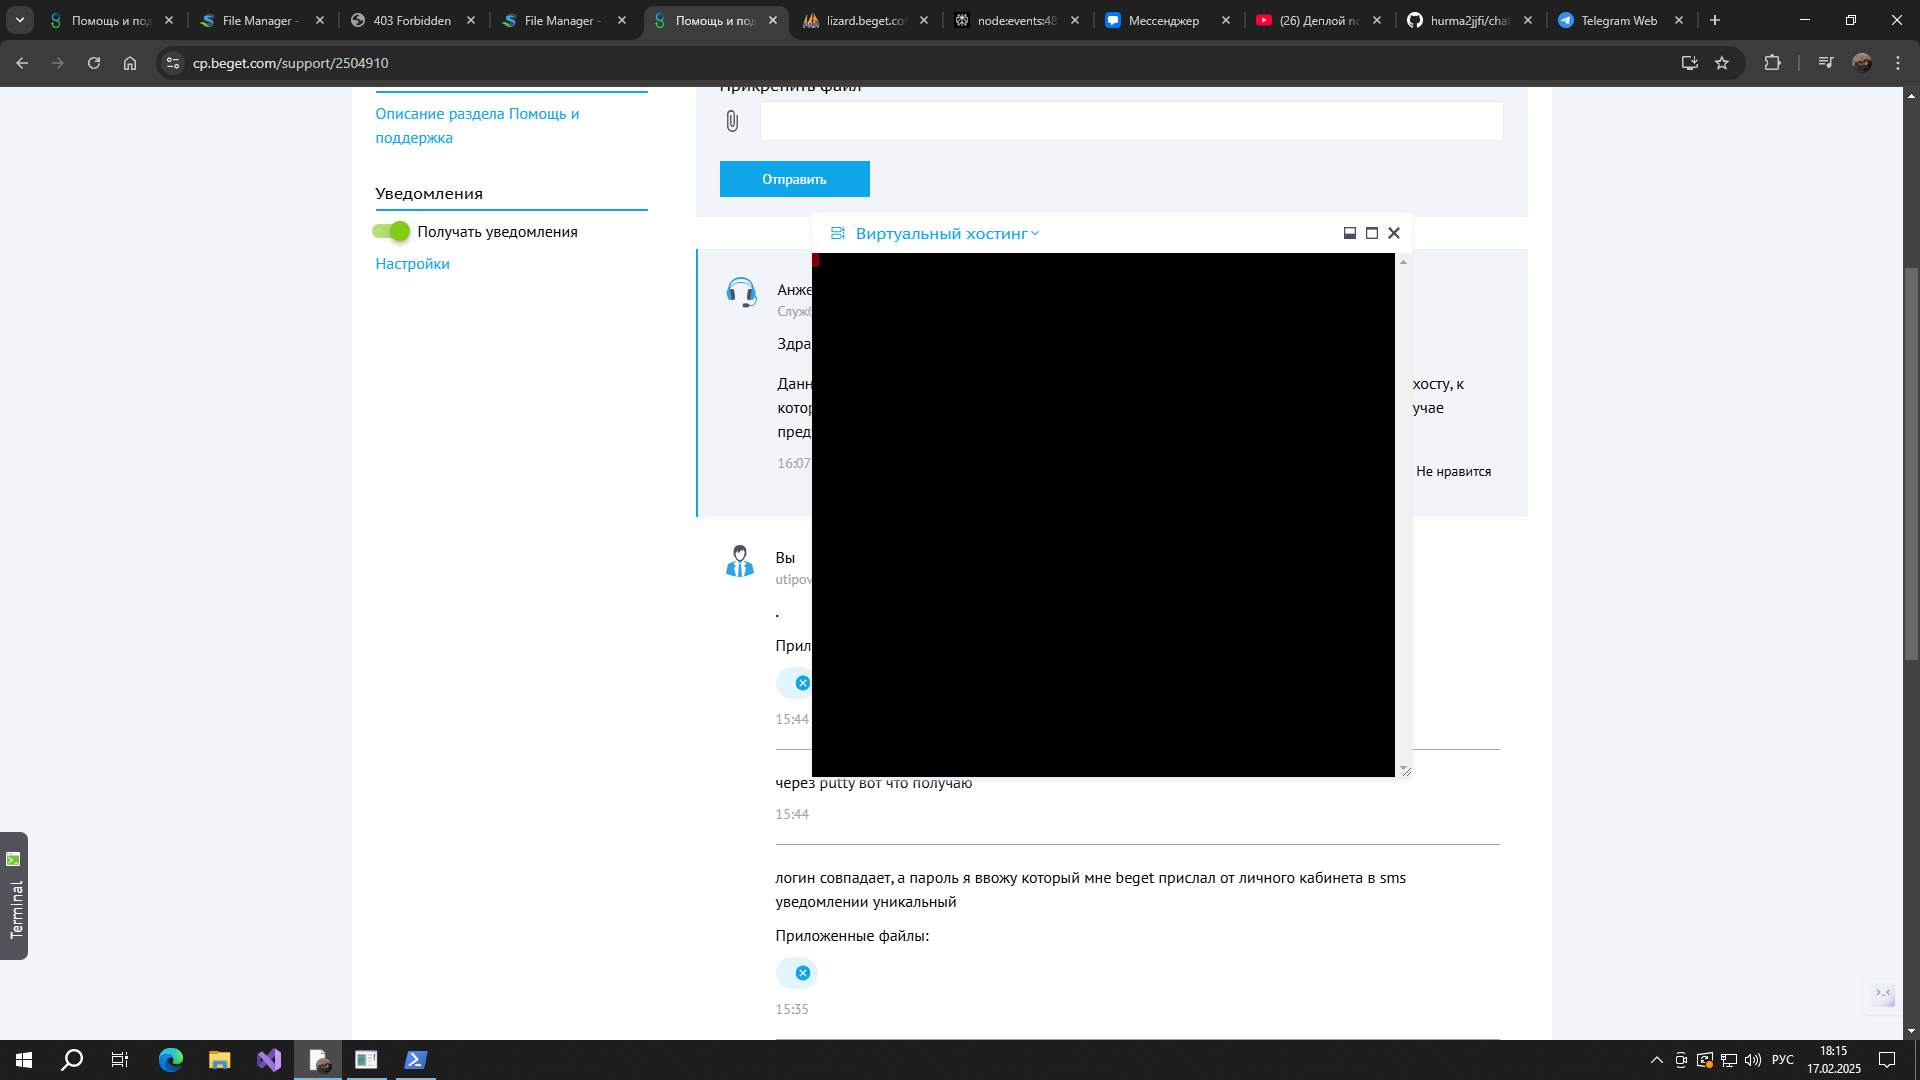 Помощь и под
File Manager -
403 Forbidden
File Manager -
Помощь и под
lizard.beget.co
node:events:48
Мессенджер
(26) Деплой n
hurma2jjfi/chat
Telegram Web
cp.beget.com/support/2504910
Прикрепить файл
Описание раздела Помощь и
поддержка
Отправить
Уведомления
Получать уведомления
Настройки
Виртуальный хостинг
Анже
Служб
Здра
Данн
хосту, к
котор
учае
пред
16:07
Не нравится
Вы
utipov
.
Прил
15:44
через putty вот что получаю
15:44
логин совпадает, а пароль я ввожу который мне beget прислал от личного кабинета в sms
уведомлении уникальный
Приложенные файлы:
15:35
Terminal
РУС
18:15
17.02.2025